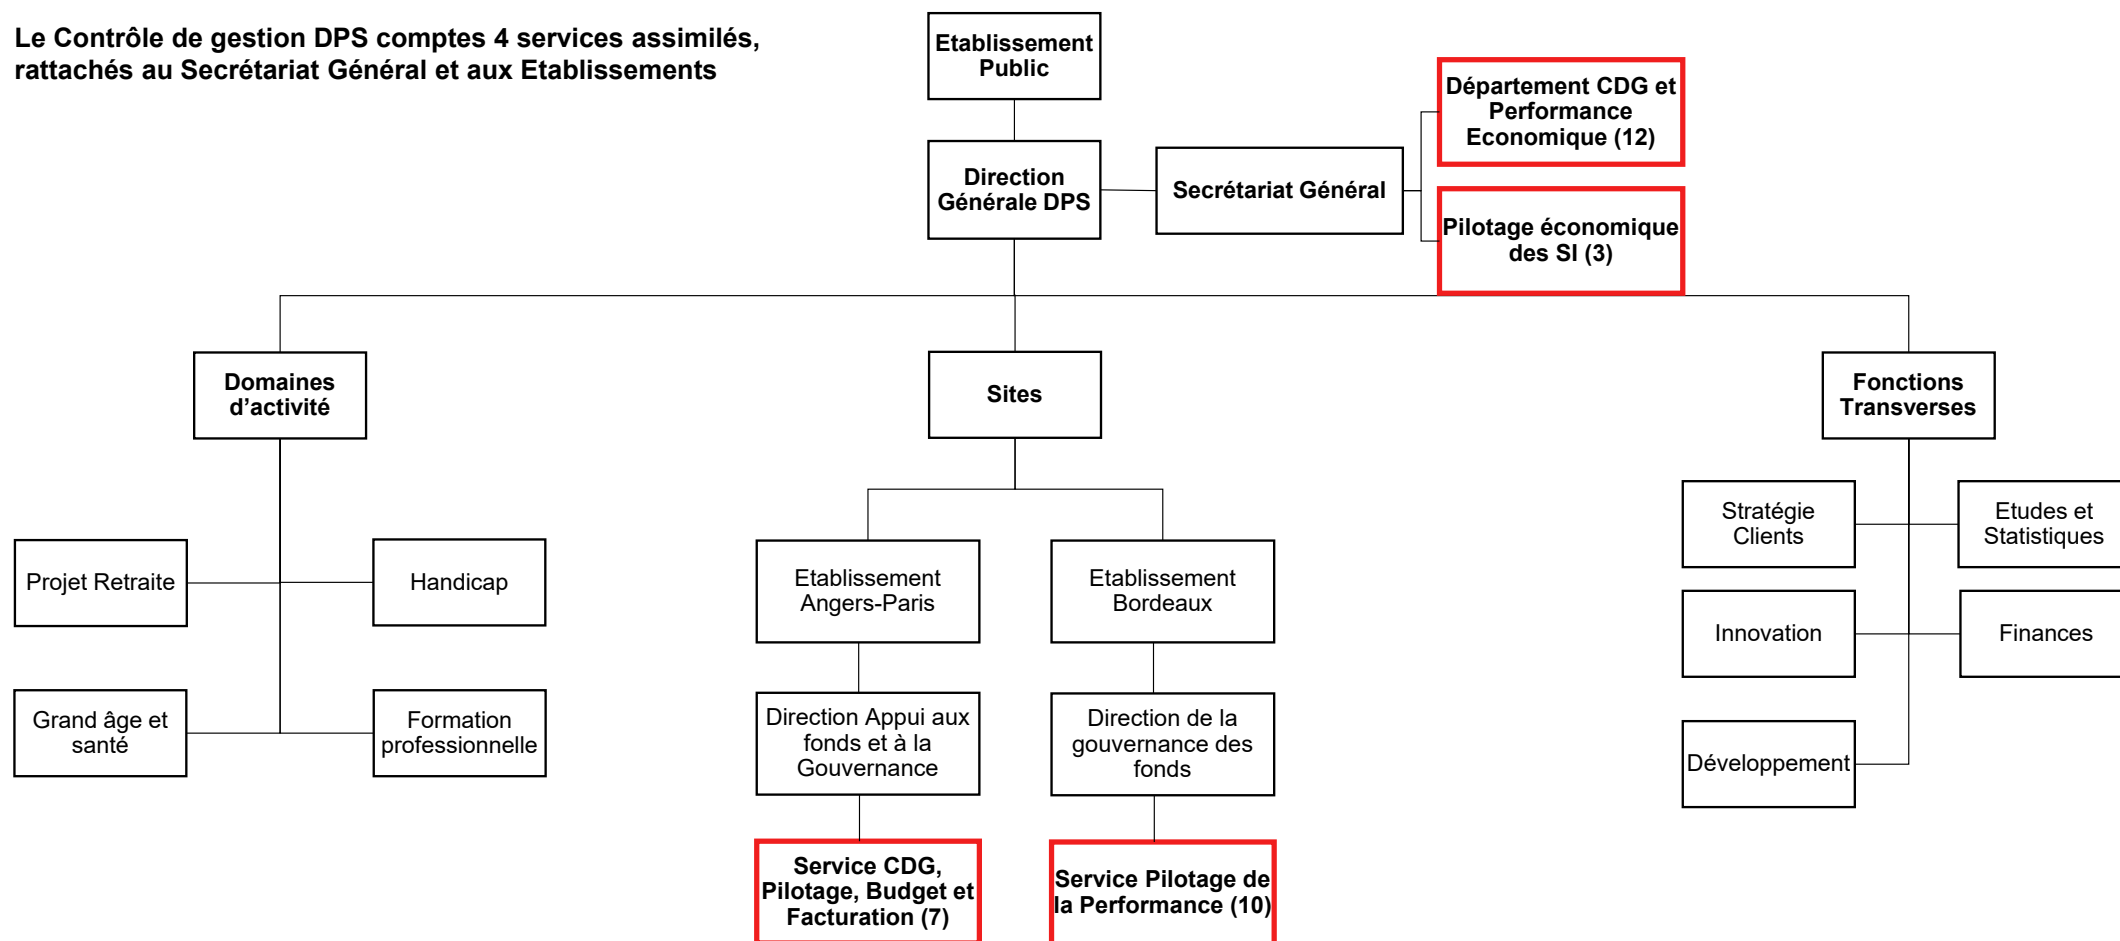 Le Contrôle de gestion DPS comptes 4 services assimilés,
rattachés au Secrétariat Général et aux Etablissements
Etablissement
Public
Département CDG et
Performance
Economique (12)
Direction
Générale DPS
Secrétariat Général
Pilotage économique
des SI (3)
Domaines
d’activité
Sites
Fonctions
Transverses
Projet Retraite
Handicap
Grand âge et
santé
Formation
professionnelle
Etablissement
Angers-Paris
Etablissement
Bordeaux
Direction Appui aux
fonds et à la
Gouvernance
Direction de la
gouvernance des
fonds
Service CDG,
Pilotage, Budget et
Facturation (7)
Service Pilotage de
la Performance (10)
Stratégie
Clients
Etudes et
Statistiques
Innovation
Finances
Développement